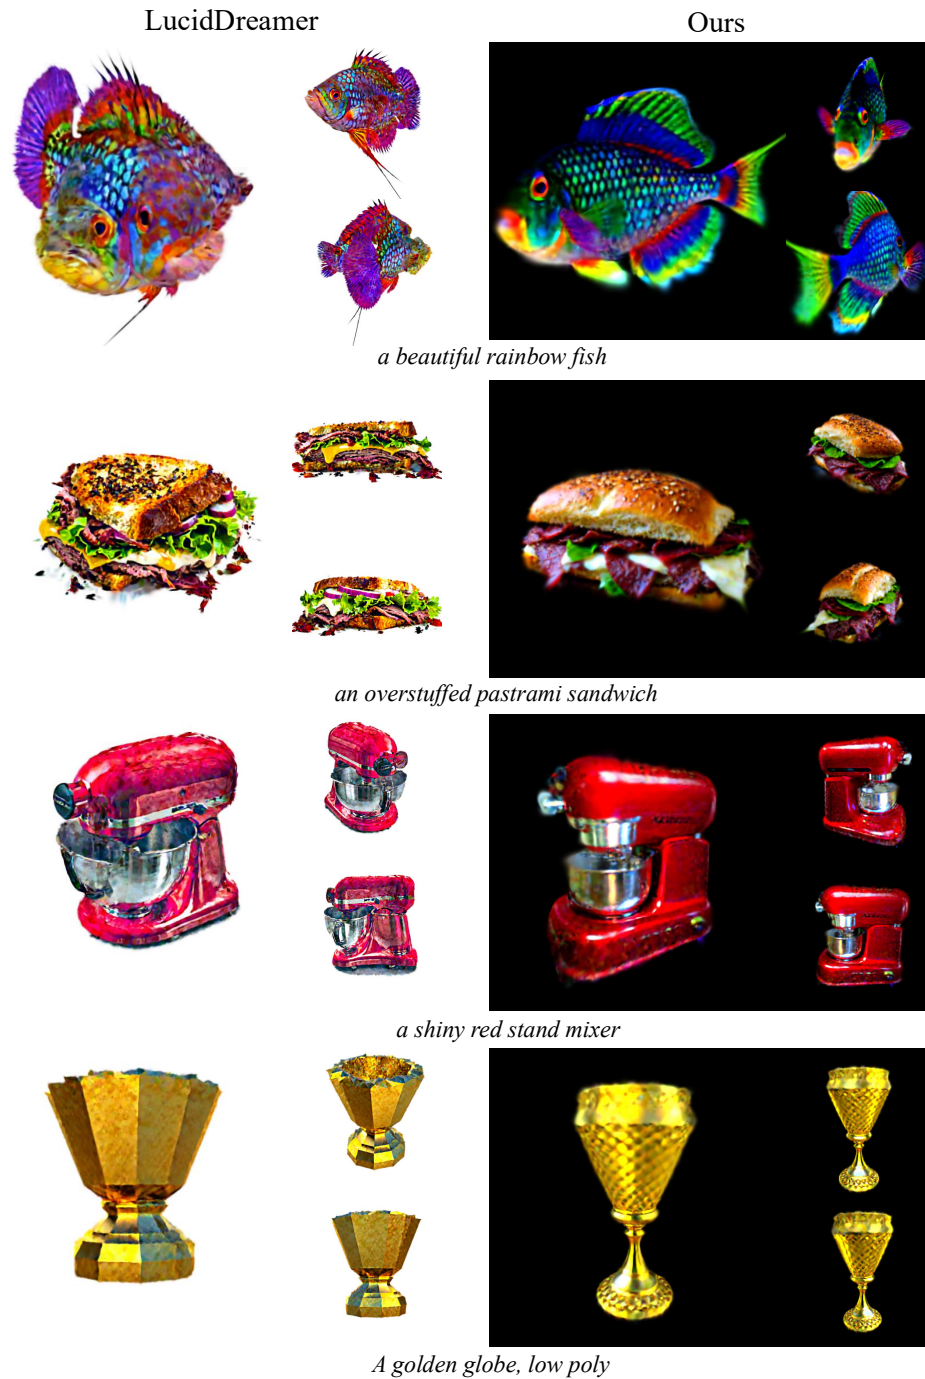 LucidDreamer
Ours
a beautiful rainbow fish
an overstuffed pastrami sandwich
a shiny red stand mixer
A golden globe, low poly